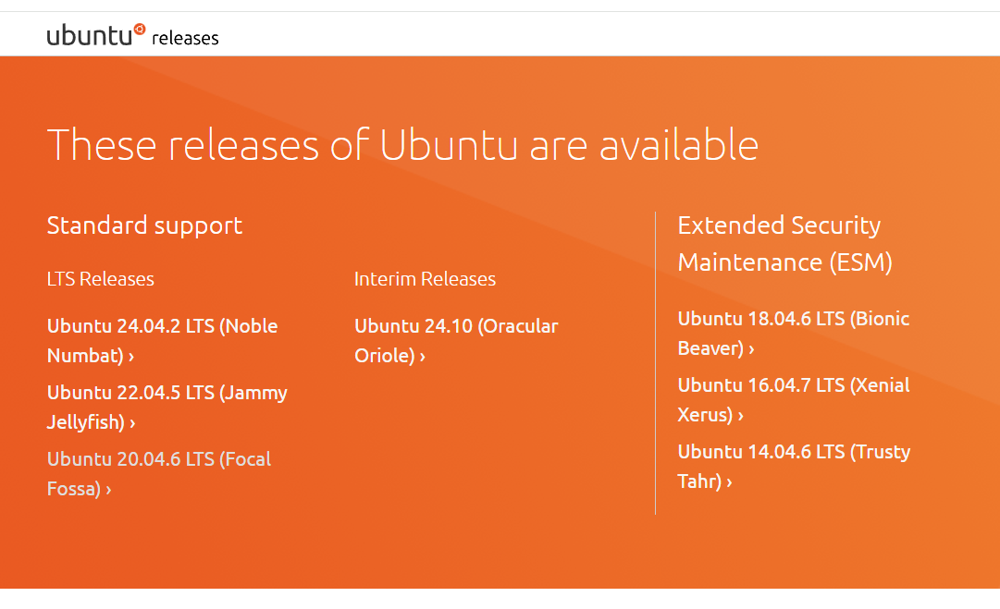 ubuntu releases
These releases of Ubuntu are available
Standard support
LTS Releases
Ubuntu 24.04.2 LTS (Noble
Numbat) ›
Ubuntu 22.04.5 LTS (Jammy
Jellyfish) ›
Ubuntu 20.04.6 LTS (Focal
Fossa) ›
Interim Releases
Ubuntu 24.10 (Oracular
Oriole) ›
Extended Security
Maintenance (ESM)
Ubuntu 18.04.6 LTS (Bionic
Beaver) ›
Ubuntu 16.04.7 LTS (Xenial
Xerus) ›
Ubuntu 14.04.6 LTS (Trusty
Tahr) ›